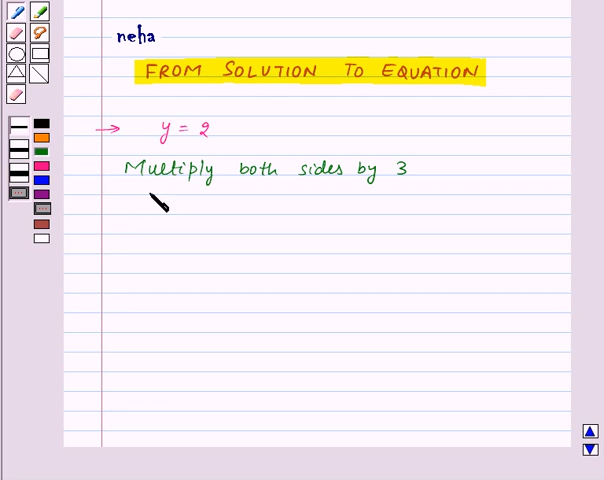 neha
FROM SOLUTION TO EQUATION
→ y = 2
Multiply both sides by 3